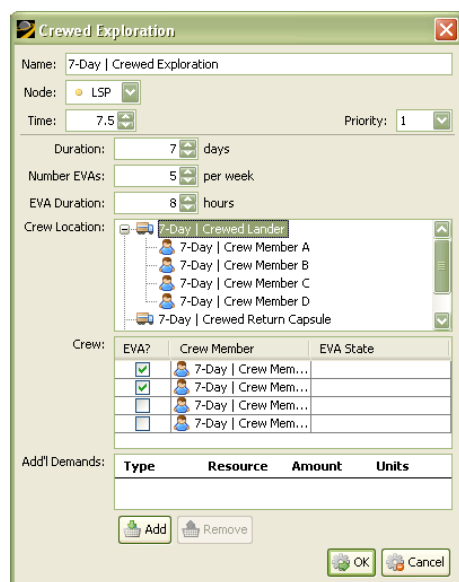 Crewed Exploration
Name: 7-Day | Crewed Exploration
Node: LSP
Time: 7.5 Priority: 1
Duration: 7 days
Number EVAs: 5 per week
EVA Duration: 8 hours
Crew Location: 7-Day | Crewed Lander
7-Day | Crew Member A
7-Day | Crew Member B
7-Day | Crew Member C
7-Day | Crew Member D
7-Day | Crewed Return Capsule
Crew: EVA? Crew Member EVA State
7-Day | Crew Mem...
7-Day | Crew Mem...
7-Day | Crew Mem...
7-Day | Crew Mem...
Add'l Demands: Type Resource Amount Units
Add Remove
OK Cancel